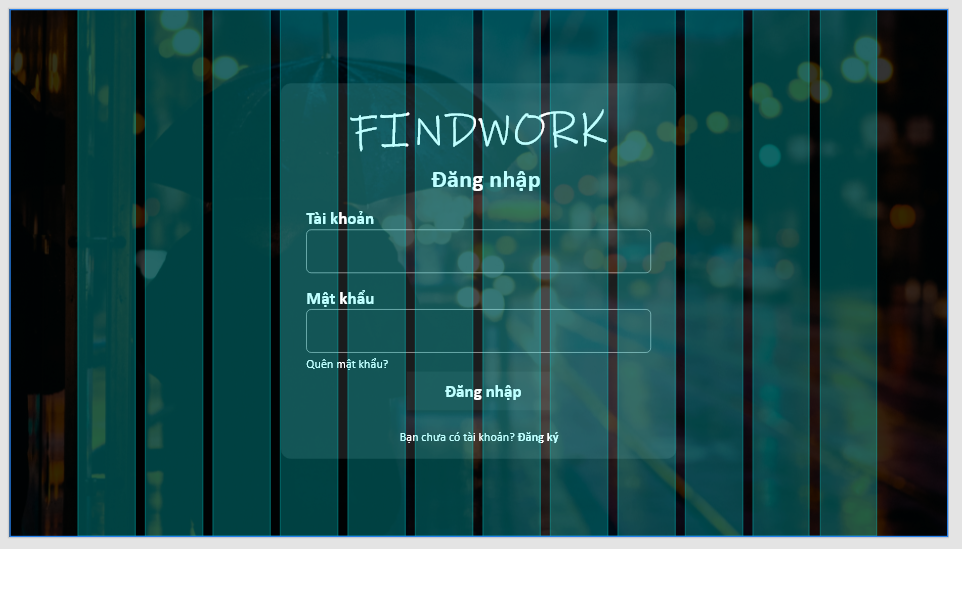 FINDWORK
Đăng nhập
Tài khoản
Mật khẩu
Quên mật khẩu?
Đăng nhập
Bạn chưa có tài khoản? Đăng ký